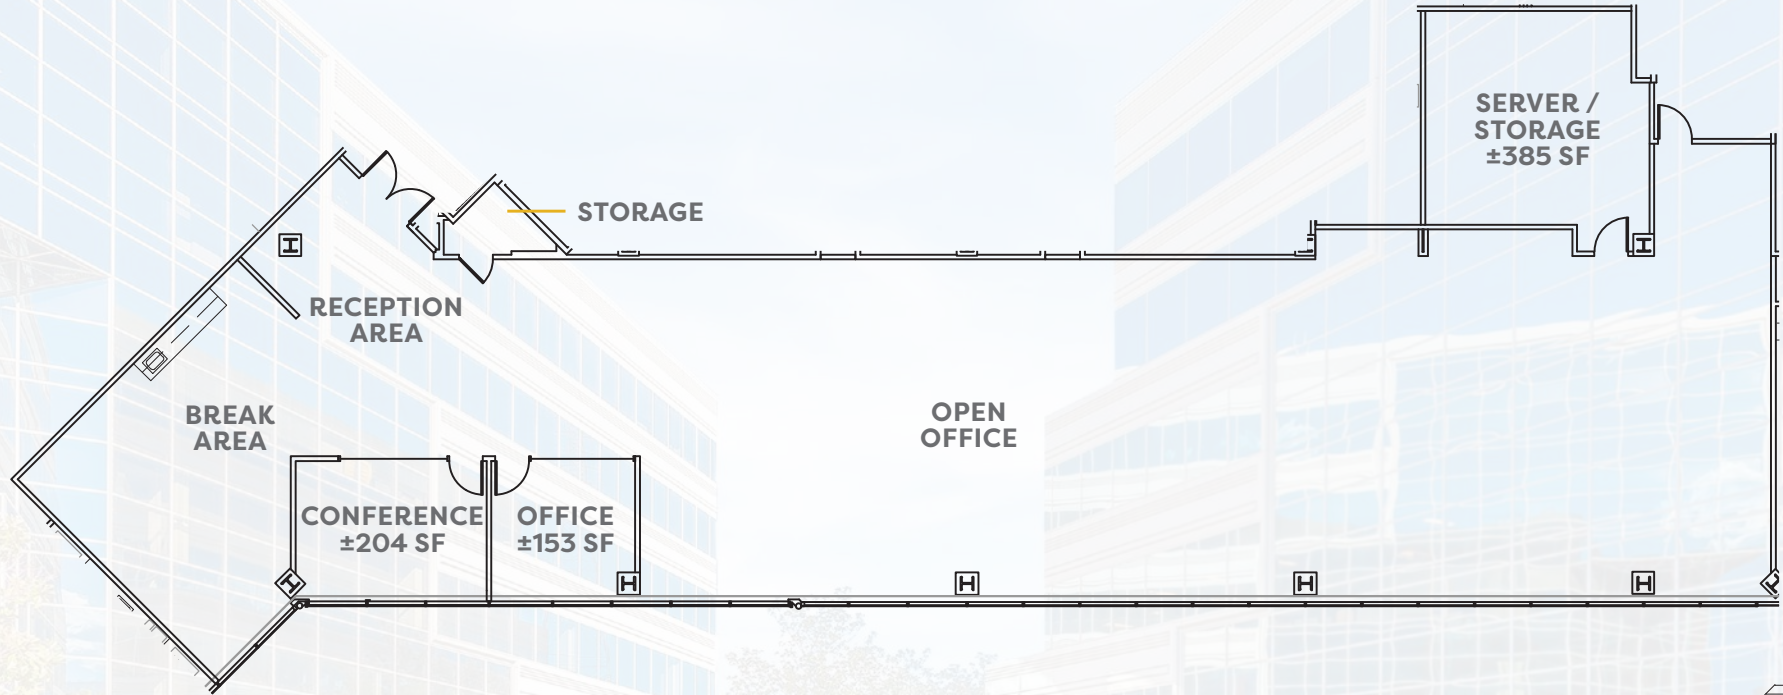 SERVER /
STORAGE
±385 SF
STORAGE
RECEPTION
AREA
BREAK
AREA
OPEN
OFFICE
CONFERENCE
±204 SF
OFFICE
±153 SF